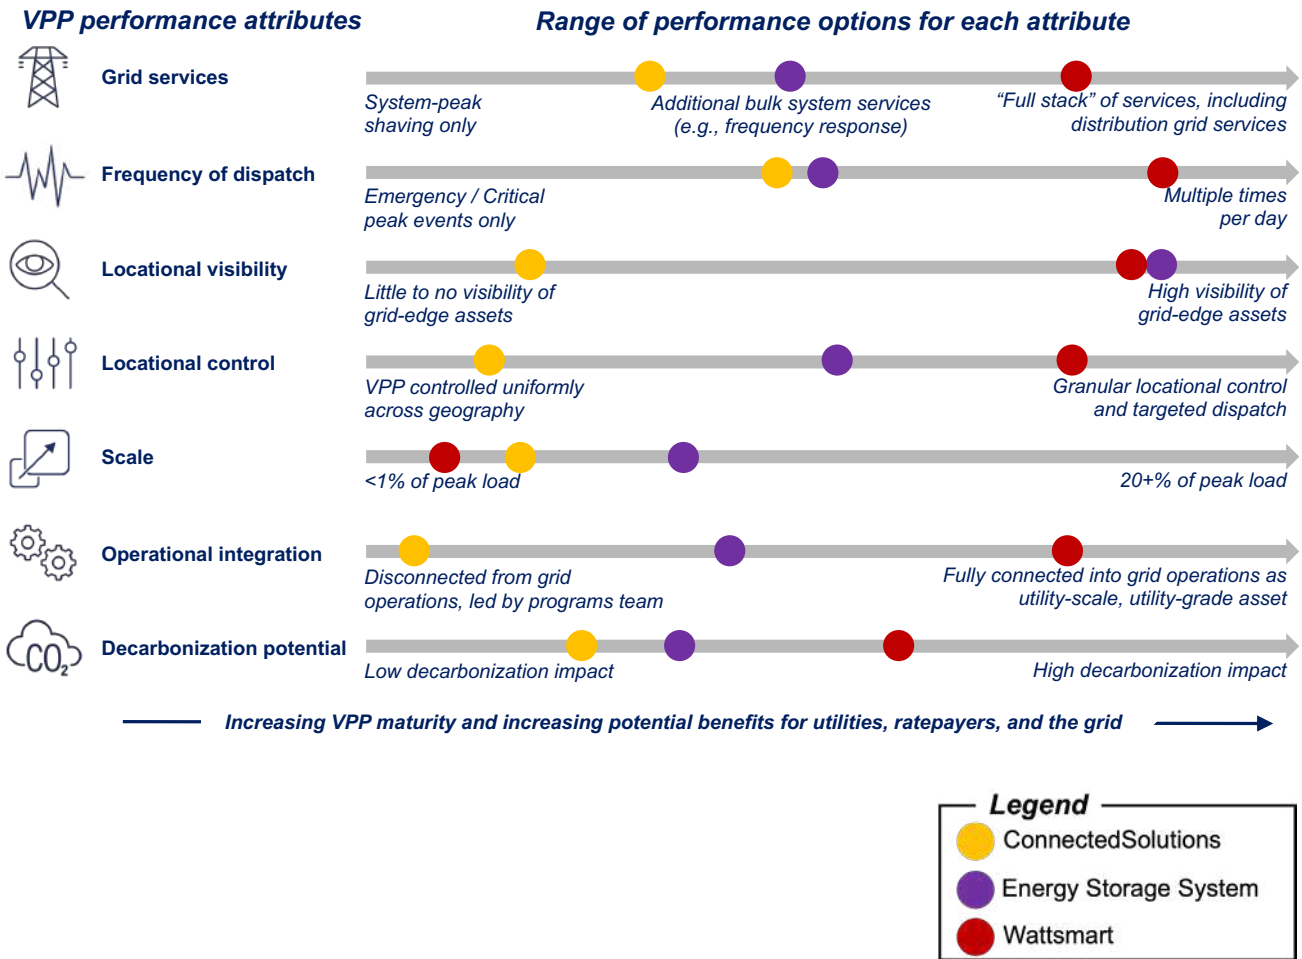 VPP performance attributes
Range of performance options for each attribute
Grid services
System-peak
shaving only
Additional bulk system services
(e.g., frequency response)
“Full stack” of services, including
distribution grid services
Frequency of dispatch
Emergency / Critical
peak events only
Multiple times
per day
Locational visibility
Little to no visibility of
grid-edge assets
High visibility of
grid-edge assets
Locational control
VPP controlled uniformly
across geography
Granular locational control
and targeted dispatch
Scale
<1% of peak load
20+% of peak load
Operational integration
Disconnected from grid
operations, led by programs team
Fully connected into grid operations as
utility-scale, utility-grade asset
CO2
Decarbonization potential
Low decarbonization impact
High decarbonization impact
Increasing VPP maturity and increasing potential benefits for utilities, ratepayers, and the grid
Legend
ConnectedSolutions
Energy Storage System
Wattsmart